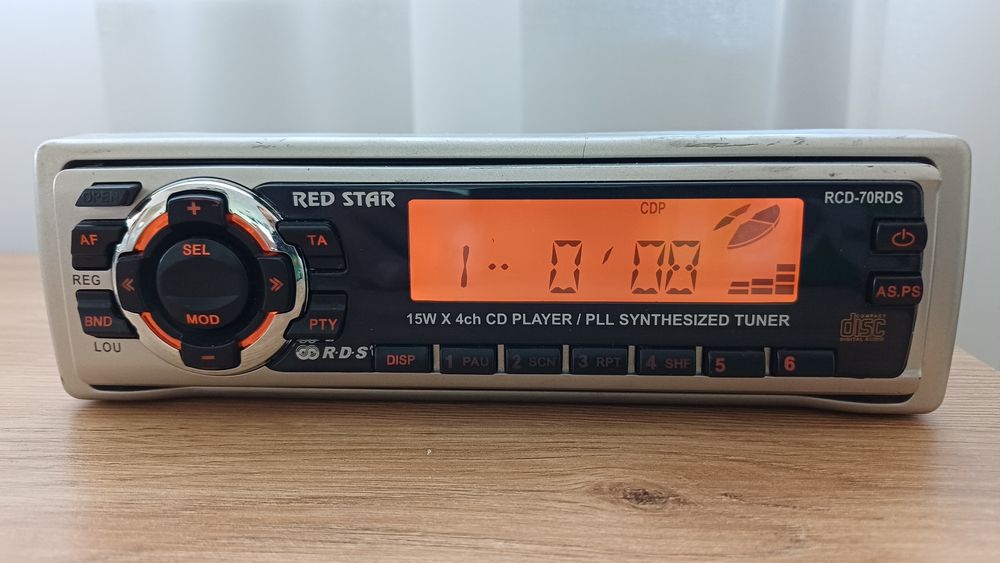 OPEN
RED STAR
RCD-70RDS
CDP
1 0'08
+
AF
SEL
TA
REG
«
»
BND
MOD
PTY
LOU
-
AS.PS
15W X 4ch CD PLAYER / PLL SYNTHESIZED TUNER
COMPACT
disc
DIGITAL AUDIO
R·D·S
DISP
1 PAU
2 SCN
3 RPT
4 SHF
5
6